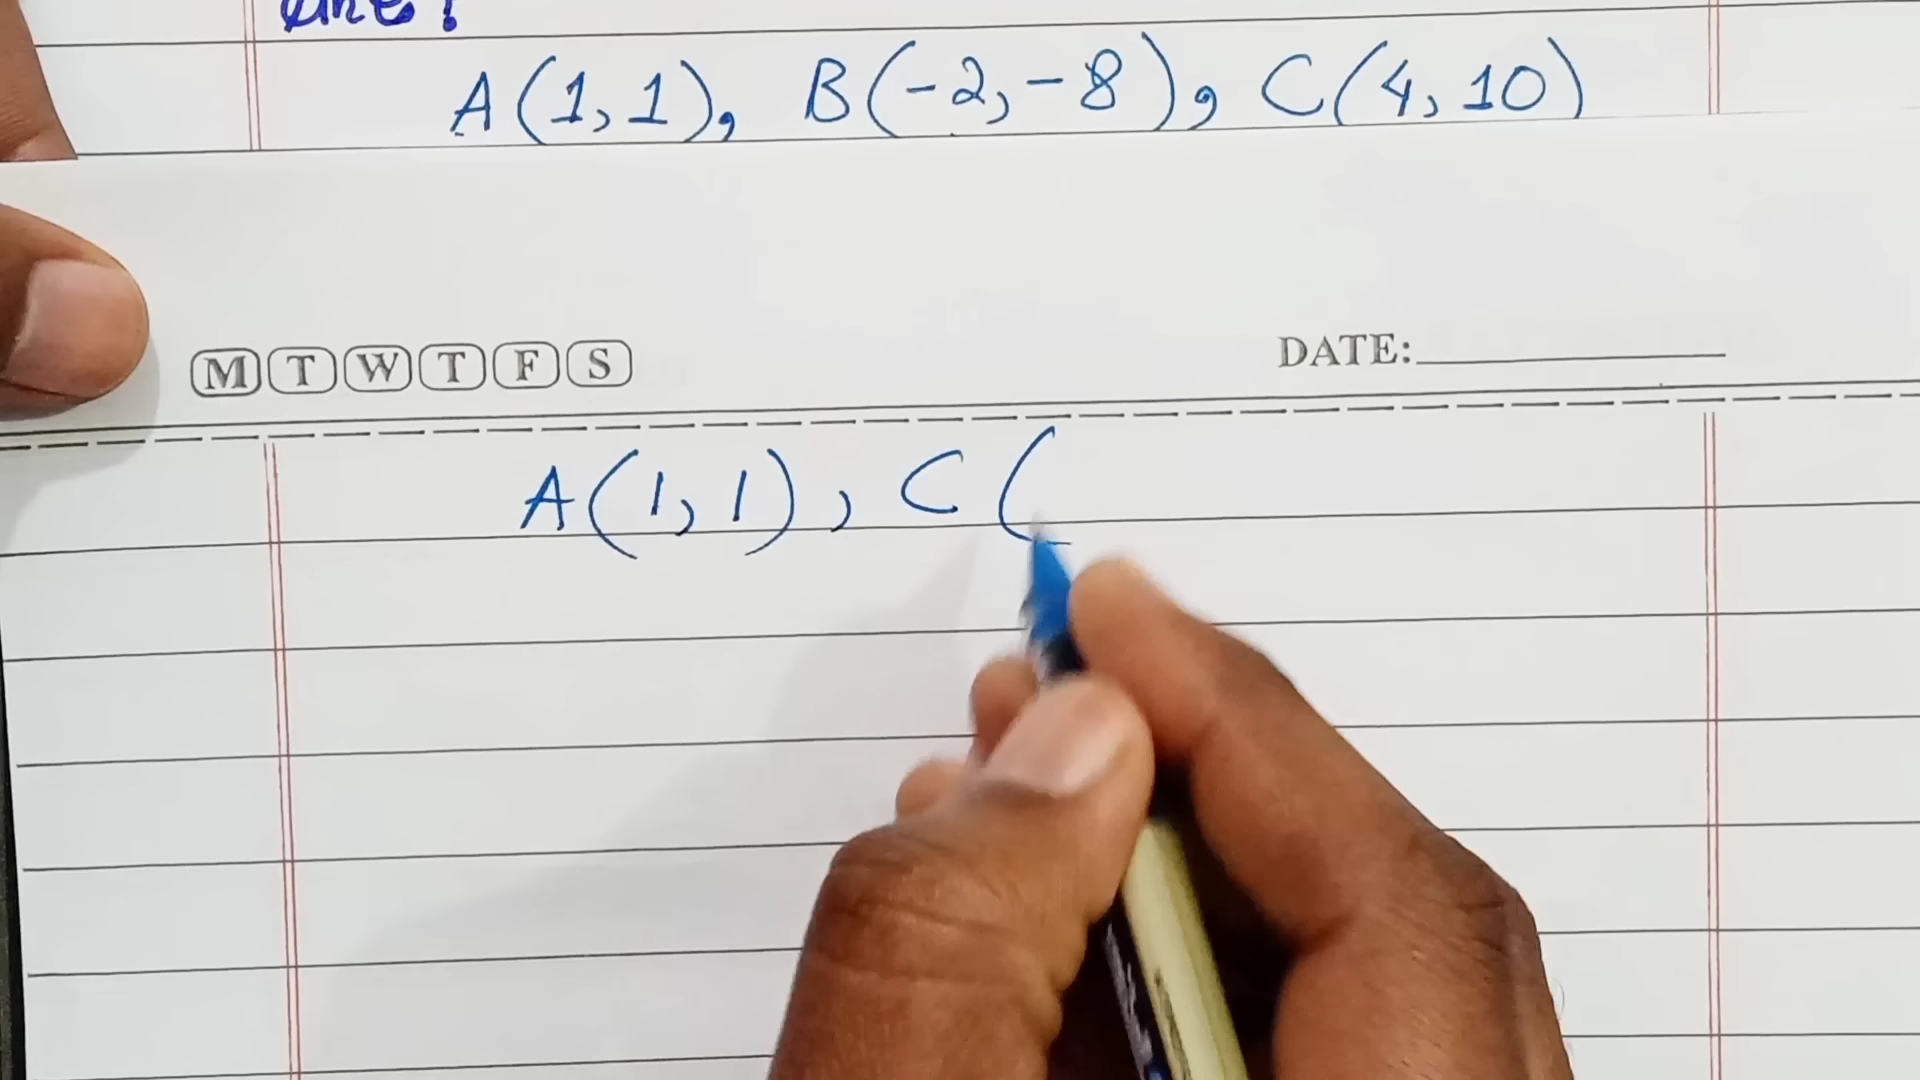 A(1,1), B(-2,-8), C(4,10)
M T W T F S DATE:
A(1,1), C(